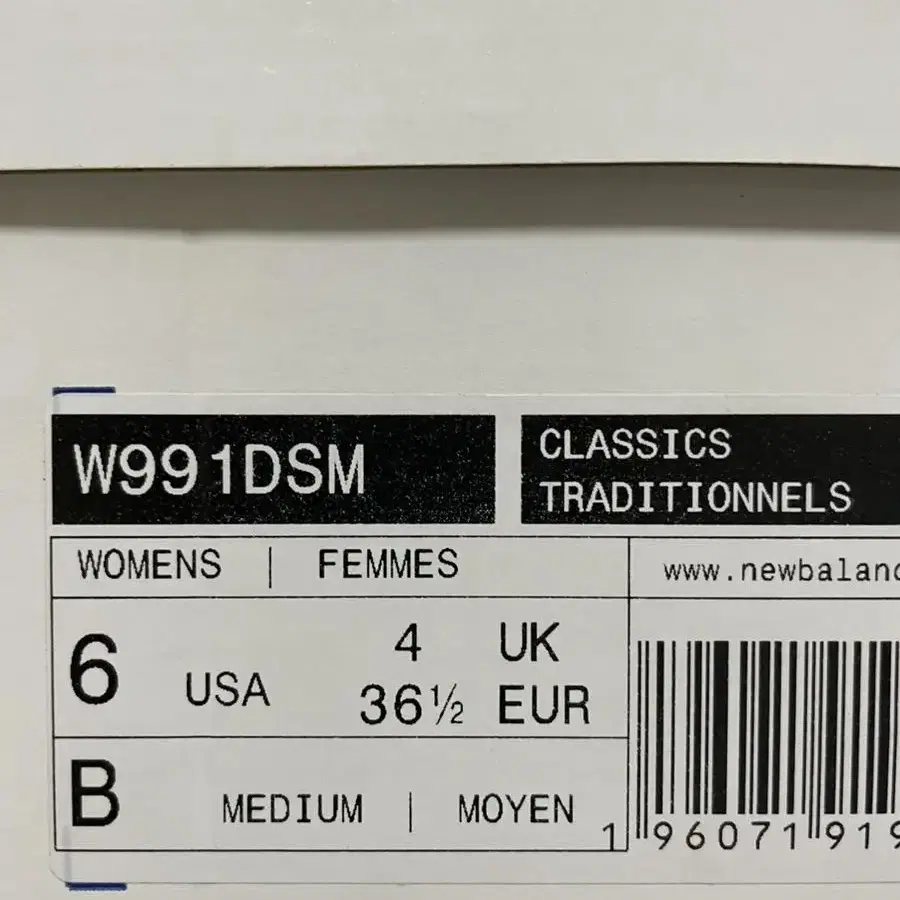 W991DSM
CLASSICS
TRADITIONNELS
WOMENS | FEMMES
www.newbalanc
6 USA
4 UK
36½ EUR
B MEDIUM | MOYEN
1 96071 919